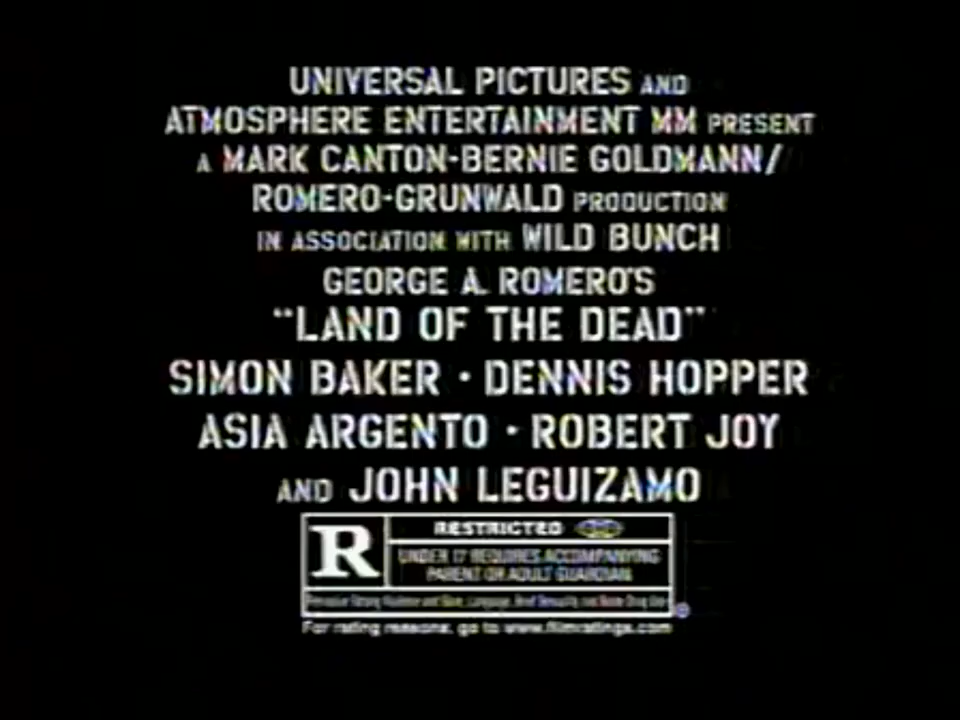 UNIVERSAL PICTURES AND
ATMOSPHERE ENTERTAINMENT MM PRESENT
A MARK CANTON-BERNIE GOLDMANN/
ROMERO-GRUNWALD PRODUCTION
IN ASSOCIATION WITH WILD BUNCH
GEORGE A. ROMERO'S
"LAND OF THE DEAD"
SIMON BAKER · DENNIS HOPPER
ASIA ARGENTO · ROBERT JOY
AND JOHN LEGUIZAMO
R
RESTRICTED
UNDER 17 REQUIRES ACCOMPANYING
PARENT OR ADULT GUARDIAN
For rating reasons, go to www.filmratings.com